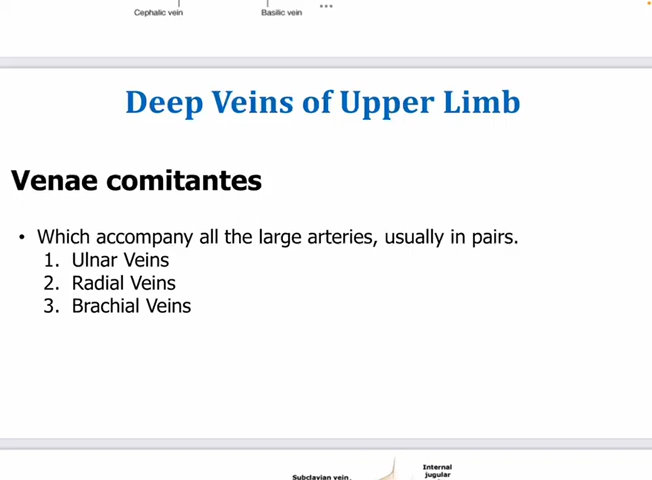 Cephalic vein Basilic vein
Deep Veins of Upper Limb
Venae comitantes
• Which accompany all the large arteries, usually in pairs.
1. Ulnar Veins
2. Radial Veins
3. Brachial Veins
Subclavian vein. Internal
jugular